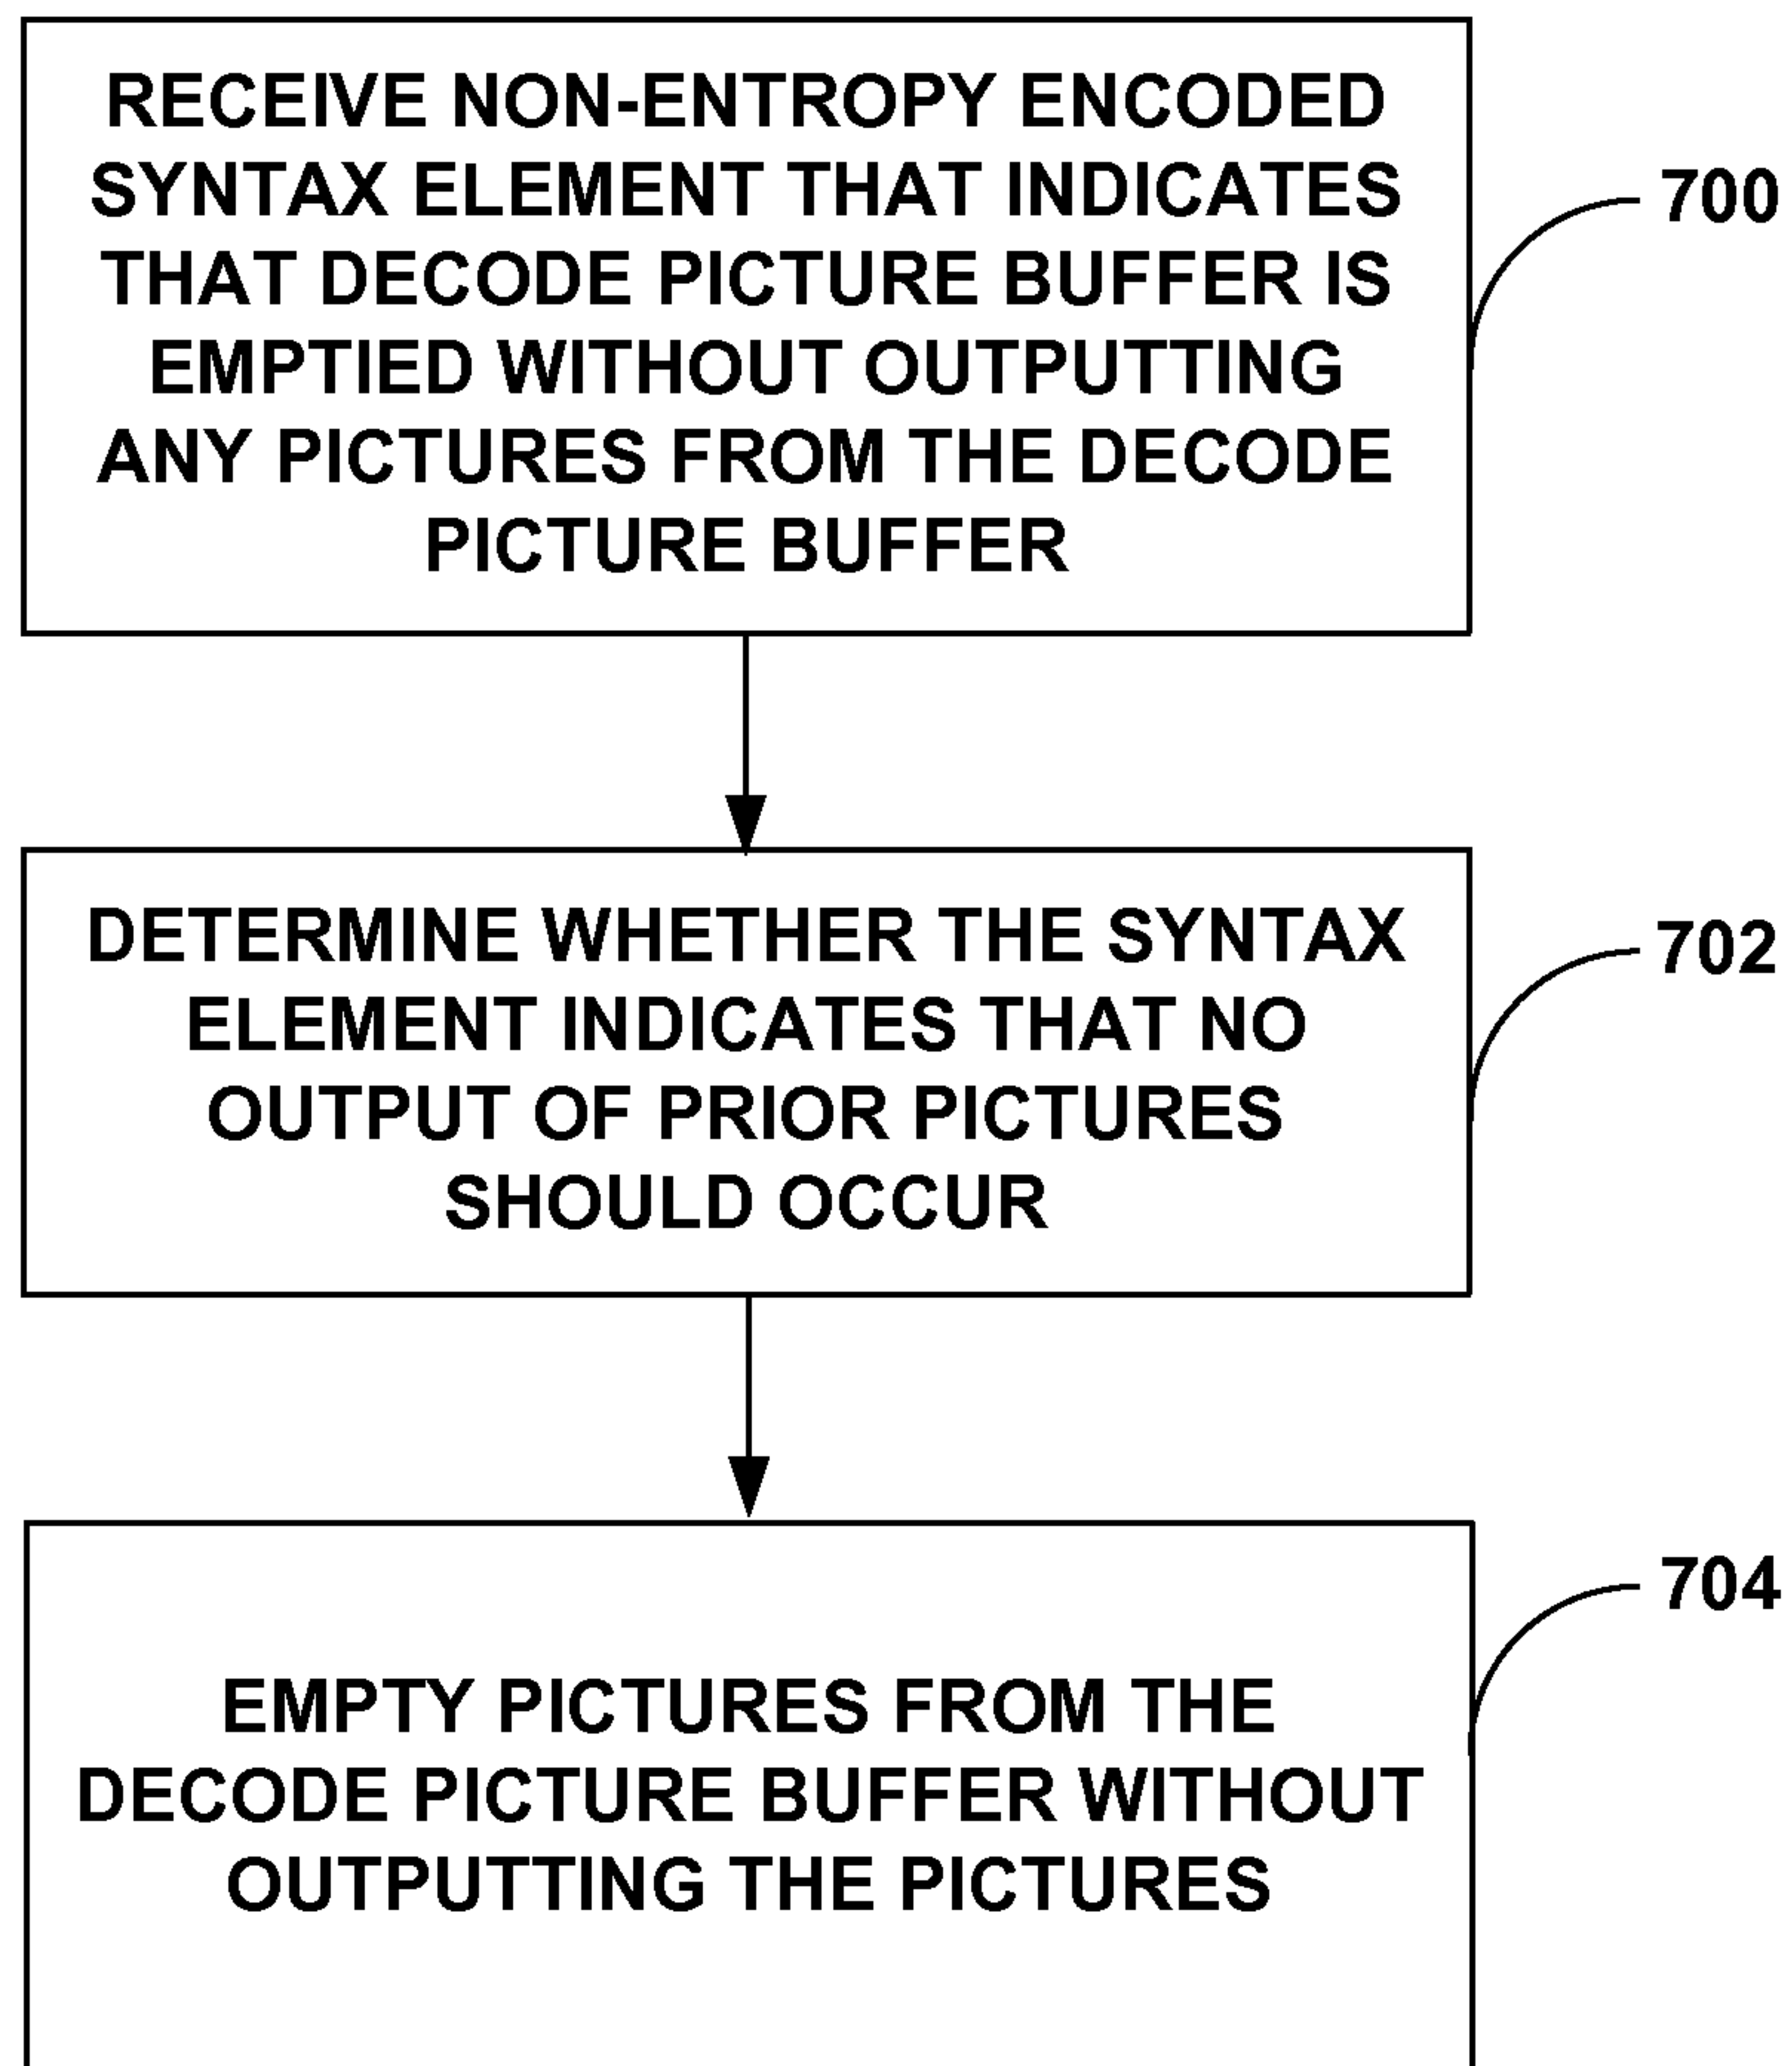 RECEIVE NON-ENTROPY ENCODED
SYNTAX ELEMENT THAT INDICATES
THAT DECODE PICTURE BUFFER IS
EMPTIED WITHOUT OUTPUTTING
ANY PICTURES FROM THE DECODE
PICTURE BUFFER
700
DETERMINE WHETHER THE SYNTAX
ELEMENT INDICATES THAT NO
OUTPUT OF PRIOR PICTURES
SHOULD OCCUR
702
EMPTY PICTURES FROM THE
DECODE PICTURE BUFFER WITHOUT
OUTPUTTING THE PICTURES
704